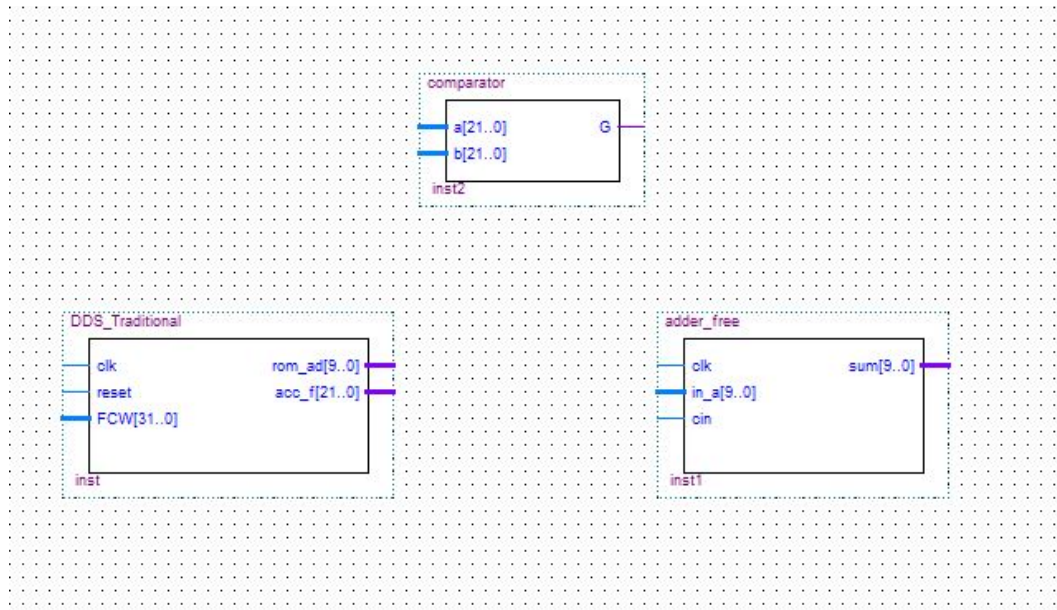 comparator
a[21..0] G
b[21..0]
inst2
DDS_Traditional
clk rom_ad[9..0]
reset acc_f[21..0]
FCW[31..0]
inst
adder_free
clk sum[9..0]
in_a[9..0]
cin
inst1